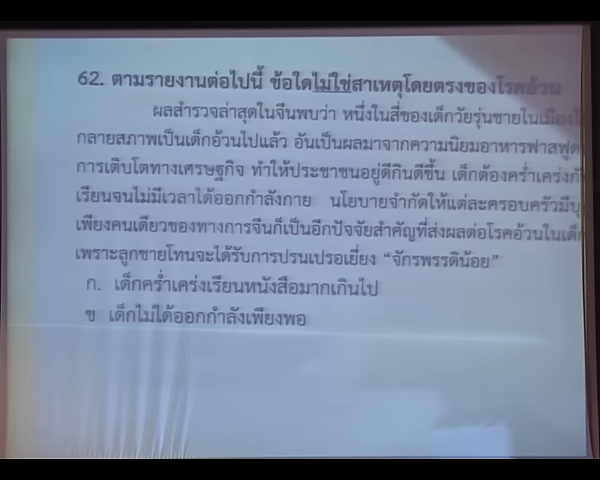 62. ตามรายงานต่อไปนี้ ข้อใดไม่ใช่สาเหตุโดยตรงของโรคอ้วน
ผลสำรวจล่าสุดในจีนพบว่า หนึ่งในสี่ของเด็กวัยรุ่นชายในเมือง
กลายสภาพเป็นเด็กอ้วนไปแล้ว อันเป็นผลมาจากความนิยมอาหารฟาสฟูด
การเติบโตทางเศรษฐกิจ ทำให้ประชาชนอยู่ดีกินดีขึ้น เด็กต้องคร่ำเคร่ง
เรียนจนไม่มีเวลาได้ออกกำลังกาย นโยบายจำกัดให้แต่ละครอบครัวมี
เพียงคนเดียวของทางการจีนก็เป็นอีกปัจจัยสำคัญที่ส่งผลต่อโรคอ้วนใน
เพราะลูกชายโทนจะได้รับการปรนเปรอเยี่ยง “จักรพรรดิน้อย”
ก. เด็กคร่ำเคร่งเรียนหนังสือมากเกินไป
ข เด็กไม่ได้ออกกำลังเพียงพอ